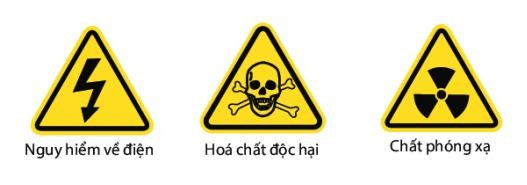 Nguy hiểm về điện
Hoá chất độc hại
Chất phóng xạ